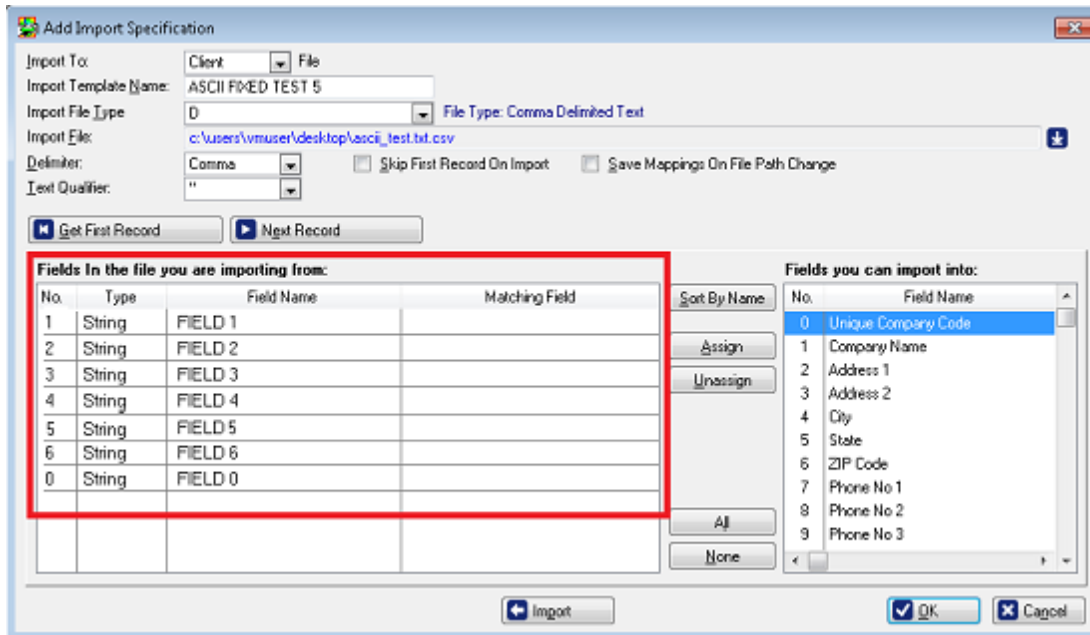 Add Import Specification
Import To: Client File
Import Template Name: ASCII FIXED TEST 5
Import File Type D File Type: Comma Delimited Text
Import File: c:\users\vmuser\desktop\ascii_test.txt.csv
Delimiter: Comma Skip First Record On Import Save Mappings On File Path Change
Text Qualifier: "
Get First Record Next Record
Fields In the file you are importing from:
No. Type Field Name Matching Field
1 String FIELD 1
2 String FIELD 2
3 String FIELD 3
4 String FIELD 4
5 String FIELD 5
6 String FIELD 6
0 String FIELD 0
Sort By Name
Assign
Unassign
All
None
Fields you can import into:
No. Field Name
0 Unique Company Code
1 Company Name
2 Address 1
3 Address 2
4 City
5 State
6 ZIP Code
7 Phone No 1
8 Phone No 2
9 Phone No 3
Import OK Cancel